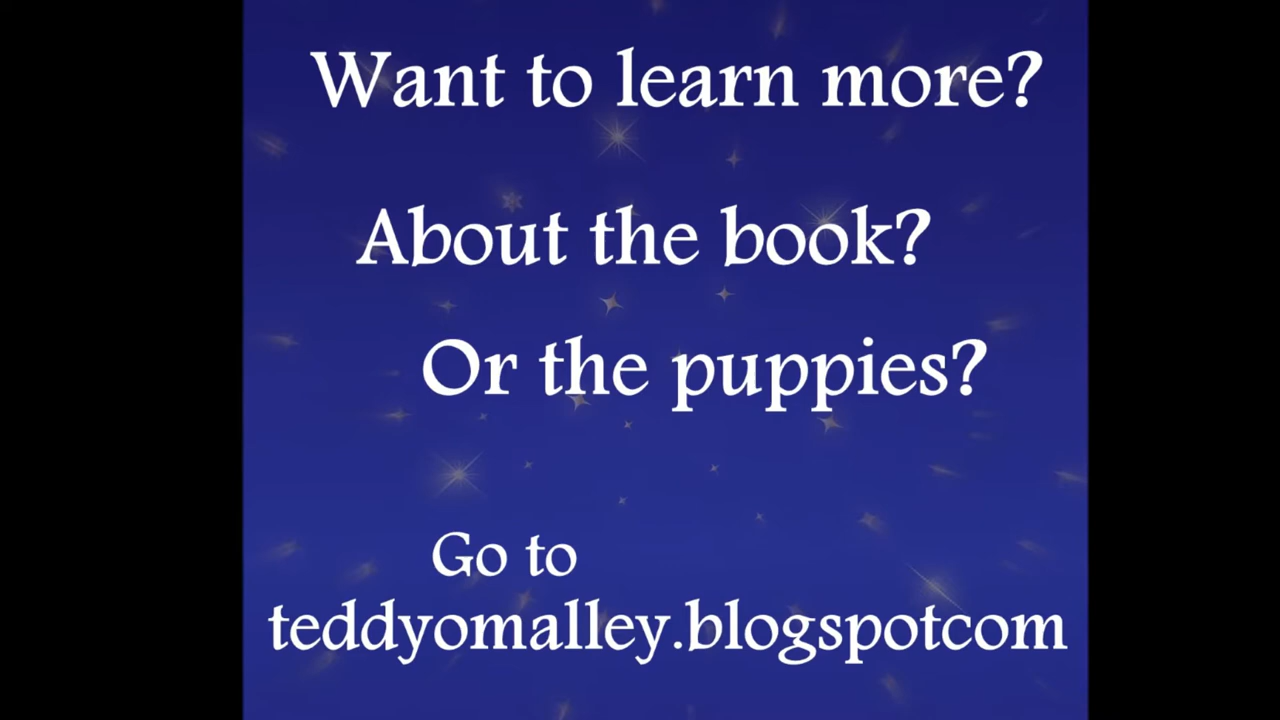 Want to learn more?
About the book?
Or the puppies?
Go to
teddyomalley.blogspotcom